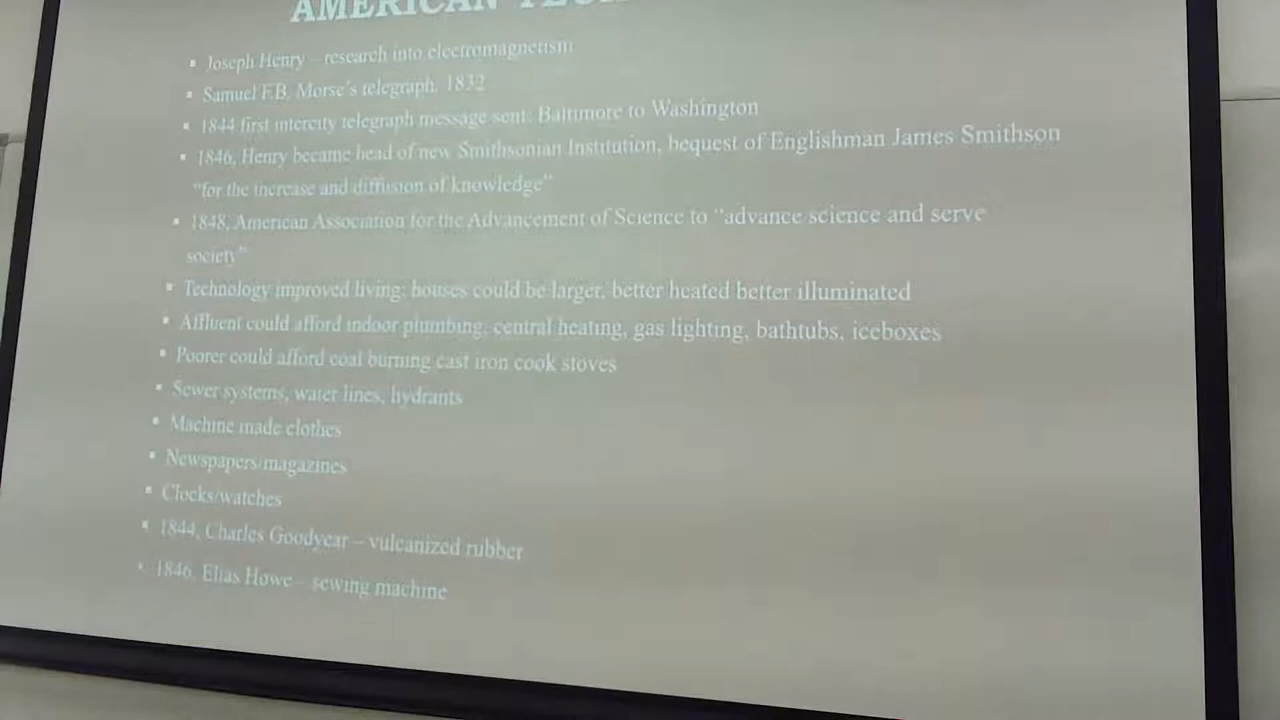 AMERICAN
▪ Joseph Henry – research into electromagnetism
▪ Samuel F.B. Morse's telegraph, 1832
▪ 1844 first intercity telegraph message sent: Baltimore to Washington
▪ 1846, Henry became head of new Smithsonian Institution, bequest of Englishman James Smithson
"for the increase and diffusion of knowledge"
▪ 1848, American Association for the Advancement of Science to "advance science and serve
society"
▪ Technology improved living: houses could be larger, better heated better illuminated
▪ Affluent could afford indoor plumbing, central heating, gas lighting, bathtubs, iceboxes
▪ Poorer could afford coal burning cast iron cook stoves
▪ Sewer systems, water lines, hydrants
▪ Machine made clothes
▪ Newspapers/magazines
▪ Clocks/watches
▪ 1844, Charles Goodyear – vulcanized rubber
▪ 1846, Elias Howe – sewing machine